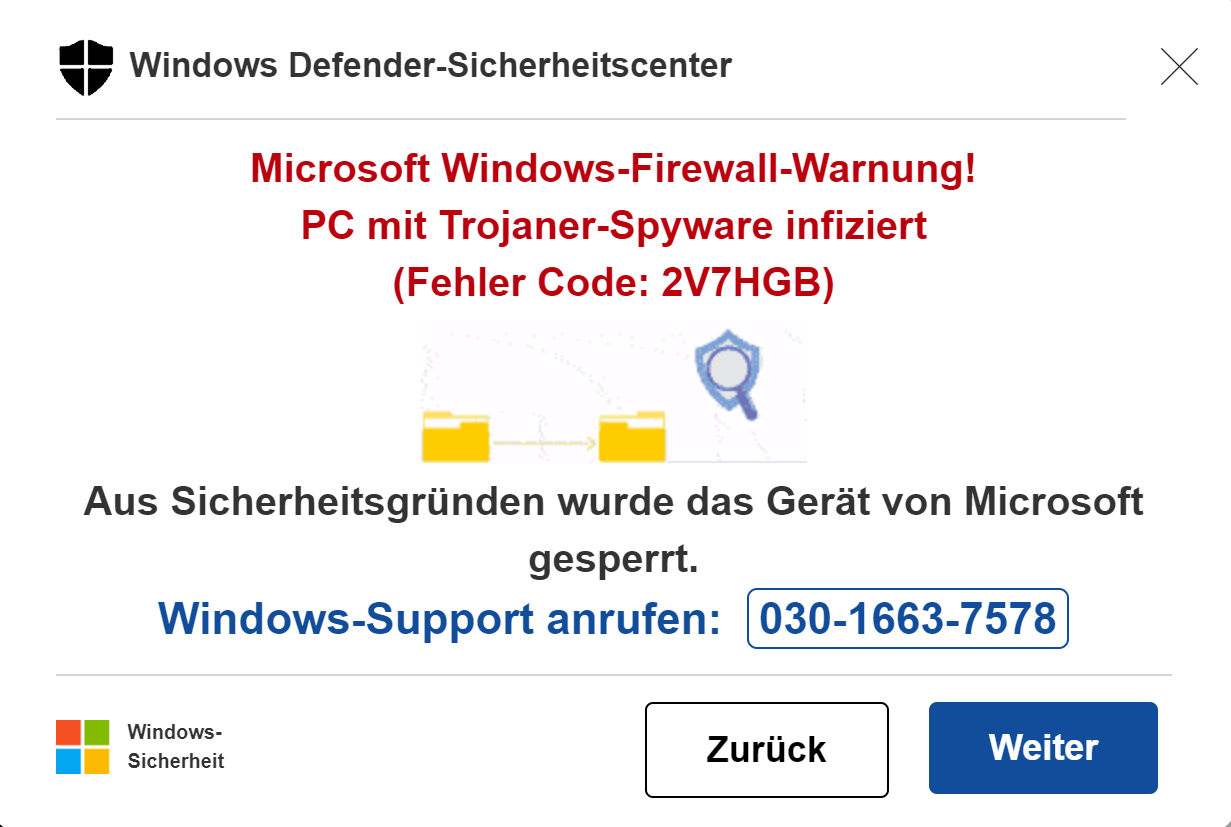 Windows Defender-Sicherheitscenter
Microsoft Windows-Firewall-Warnung!
PC mit Trojaner-Spyware infiziert
(Fehler Code: 2V7HGB)
Aus Sicherheitsgründen wurde das Gerät von Microsoft
gesperrt.
Windows-Support anrufen: 030-1663-7578
Windows-
Sicherheit
Zurück
Weiter